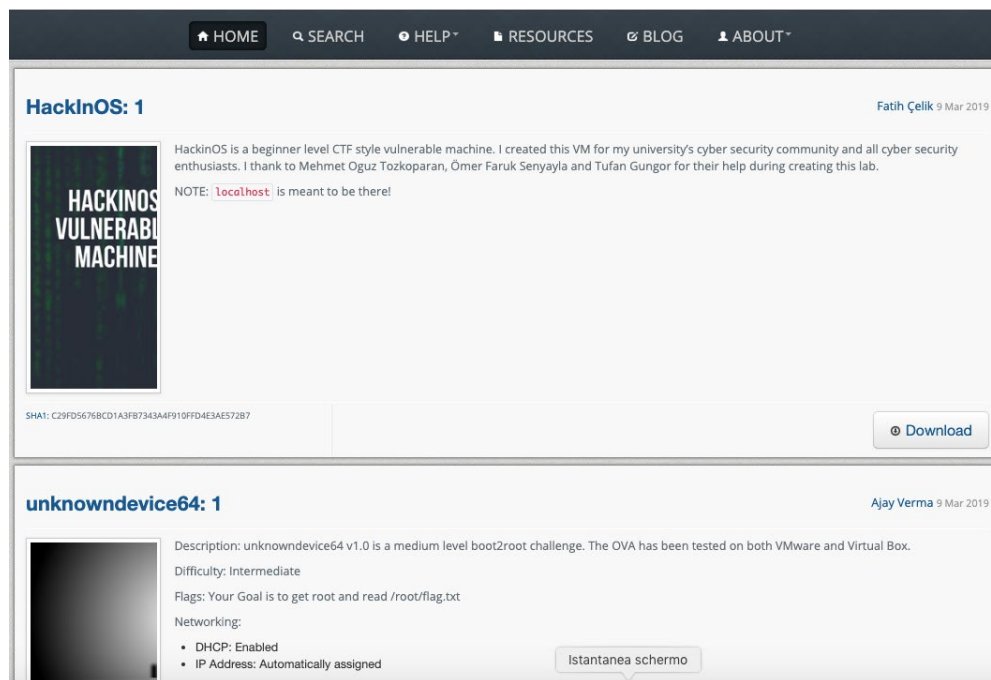 HOME SEARCH HELP RESOURCES BLOG ABOUT
HackInOS: 1
Fatih Çelik 9 Mar 2019
HackinOS is a beginner level CTF style vulnerable machine. I created this VM for my university's cyber security community and all cyber security
enthusiasts. I thank to Mehmet Oguz Tozkoparan, Ömer Faruk Senyayla and Tufan Gungor for their help during creating this lab.
NOTE: localhost is meant to be there!
HACKINOS
VULNERABL
MACHINE
SHA1: C29FD5676BCD1A3FB7343A4F910FFD4E3AE572B7
Download
unknowndevice64: 1
Ajay Verma 9 Mar 2019
Description: unknowndevice64 v1.0 is a medium level boot2root challenge. The OVA has been tested on both VMware and Virtual Box.
Difficulty: Intermediate
Flags: Your Goal is to get root and read /root/flag.txt
Networking:
• DHCP: Enabled
• IP Address: Automatically assigned
Istantanea schermo